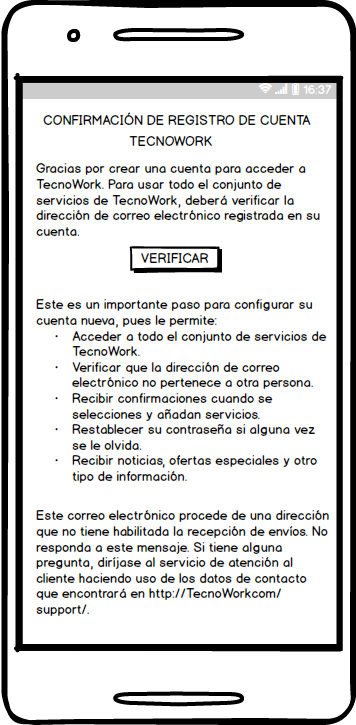 16:37
CONFIRMACIÓN DE REGISTRO DE CUENTA
TECNOWORK
Gracias por crear una cuenta para acceder a
TecnoWork. Para usar todo el conjunto de
servicios de TecnoWork, deberá verificar la
dirección de correo electrónico registrada en su
cuenta.
VERIFICAR
Este es un importante paso para configurar su
cuenta nueva, pues le permite:
· Acceder a todo el conjunto de servicios de
TecnoWork.
· Verificar que la dirección de correo
electrónico no pertenece a otra persona.
· Recibir confirmaciones cuando se
selecciones y añadan servicios.
· Restablecer su contraseña si alguna vez
se le olvida.
· Recibir noticias, ofertas especiales y otro
tipo de información.
Este correo electrónico procede de una dirección
que no tiene habilitada la recepción de envíos. No
responda a este mensaje. Si tiene alguna
pregunta, diríjase al servicio de atención al
cliente haciendo uso de los datos de contacto
que encontrará en http://TecnoWorkcom/
support/.